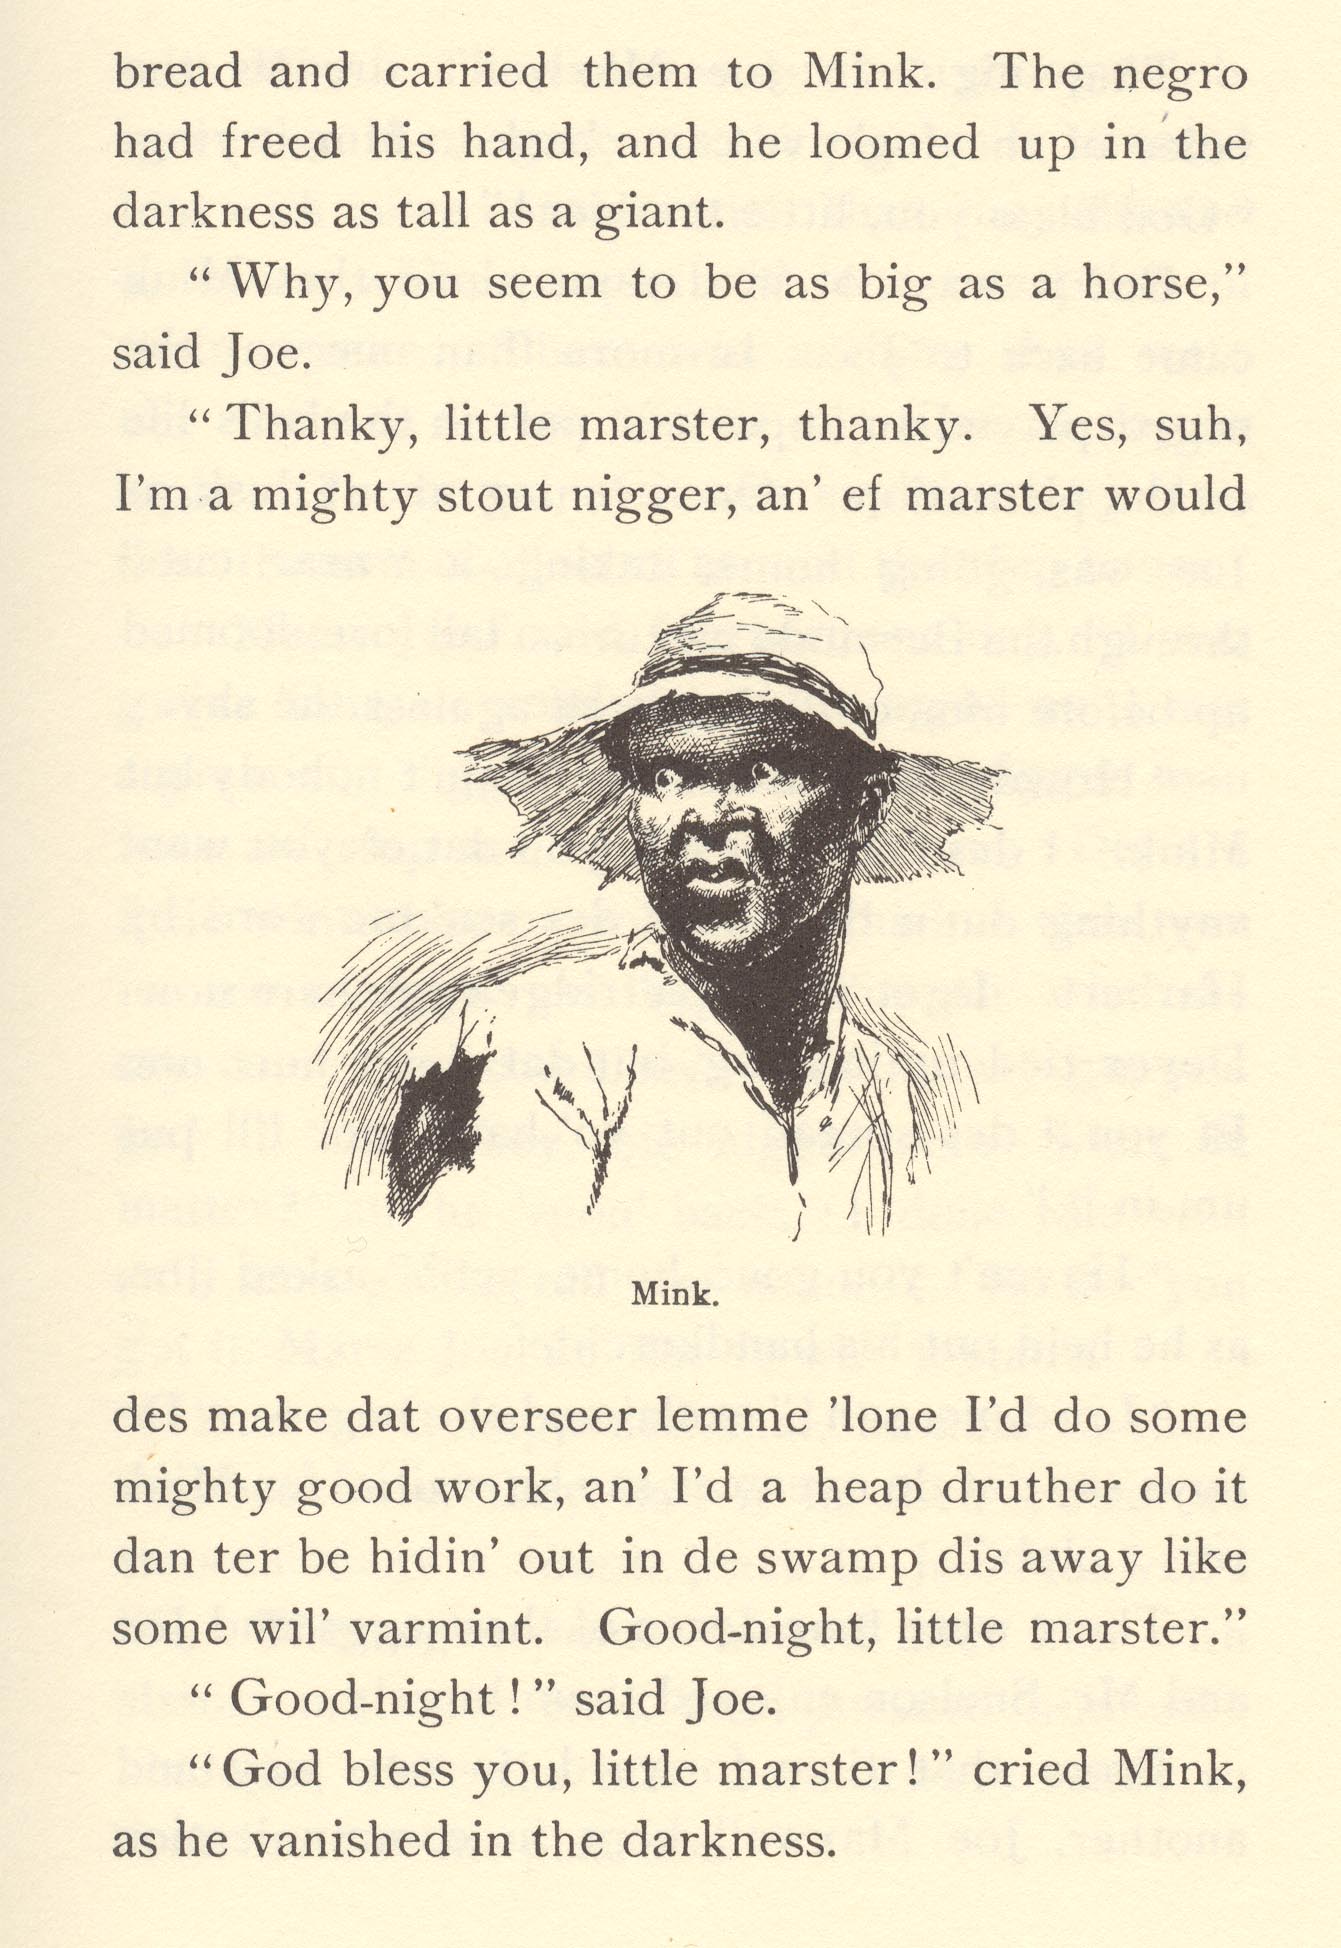 bread and carried them to Mink. The negro
had freed his hand, and he loomed up in the
darkness as tall as a giant.
“Why, you seem to be as big as a horse,”
said Joe.
“Thanky, little marster, thanky. Yes, suh,
I’m a mighty stout nigger, an’ ef marster would
Mink.
des make dat overseer lemme ’lone I’d do some
mighty good work, an’ I’d a heap druther do it
dan ter be hidin’ out in de swamp dis away like
some wil’ varmint. Good-night, little marster.”
“Good-night!” said Joe.
“God bless you, little marster!” cried Mink,
as he vanished in the darkness.